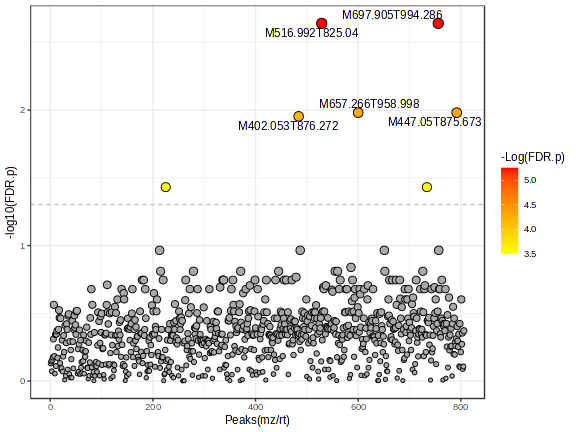 M697.905T994.286
M516.992T825.04
M657.266T958.998
M447.05T875.673
M402.053T876.272
-log10(FDR.p)
2
1
0
0
200
400
600
800
Peaks(mz/rt)
-Log(FDR.p)
5.0
4.5
4.0
3.5